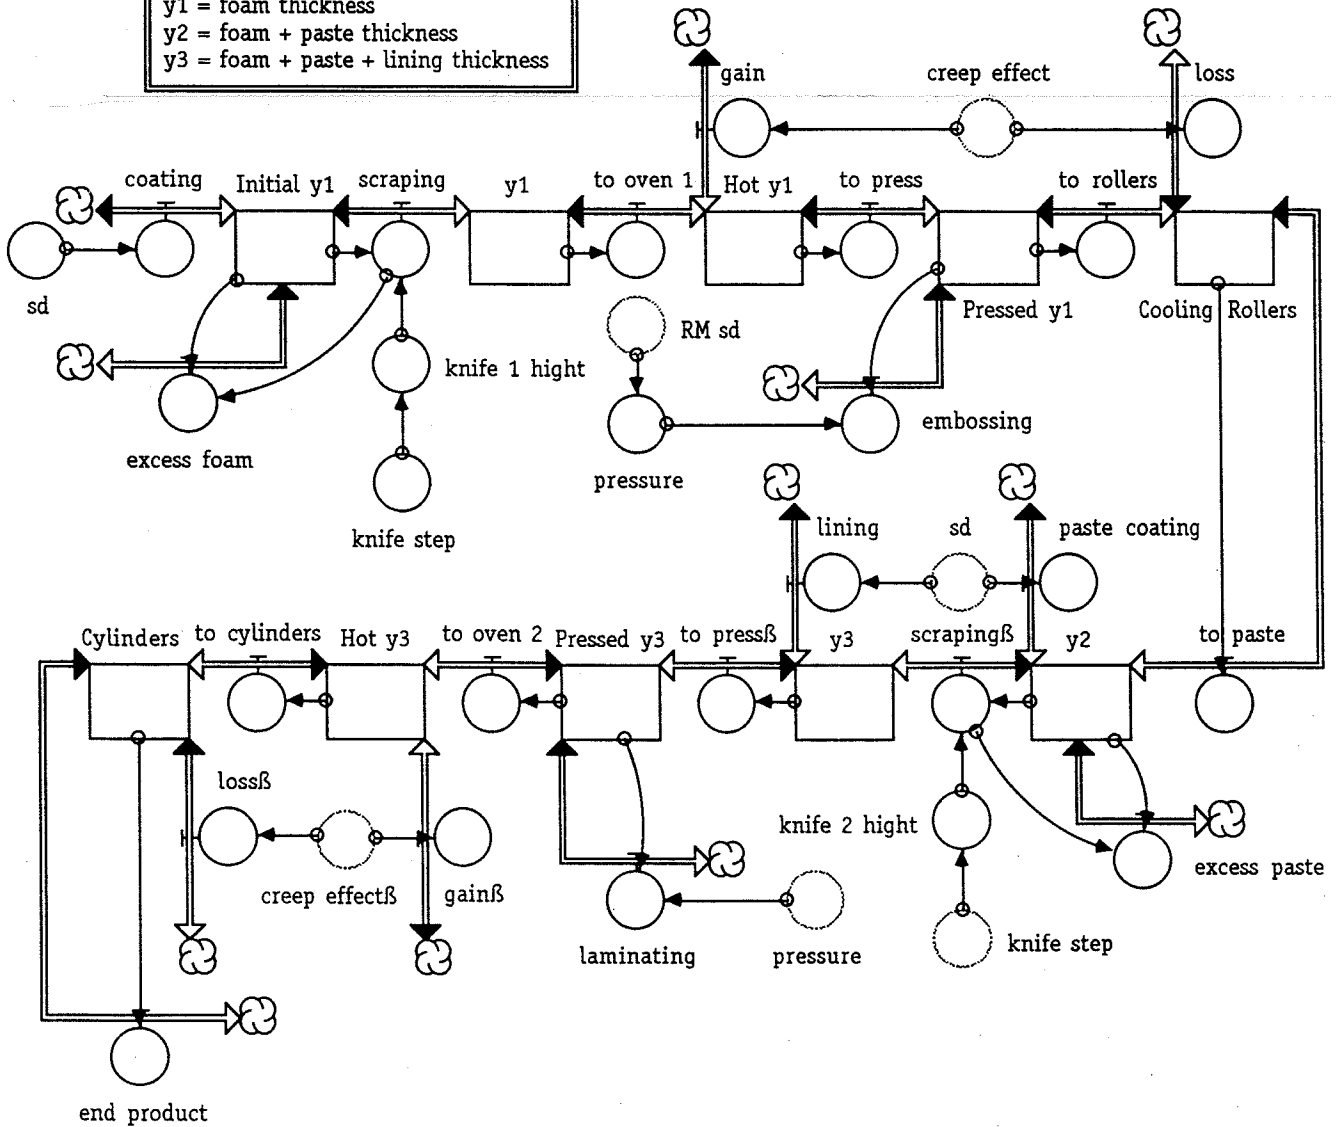 y1 = foam thickness
y2 = foam + paste thickness
y3 = foam + paste + lining thickness
gain
creep effect
loss
coating
Initial y1
scraping
y1
to oven 1
Hot y1
to press
to rollers
sd
RM sd
Pressed y1
Cooling Rollers
knife 1 hight
excess foam
embossing
pressure
knife step
lining
sd
paste coating
Cylinders
to cylinders
Hot y3
to oven 2
Pressed y3
to pressß
y3
scrapingß
y2
to paste
lossß
knife 2 hight
creep effectß
gainß
excess paste
laminating
pressure
knife step
end product